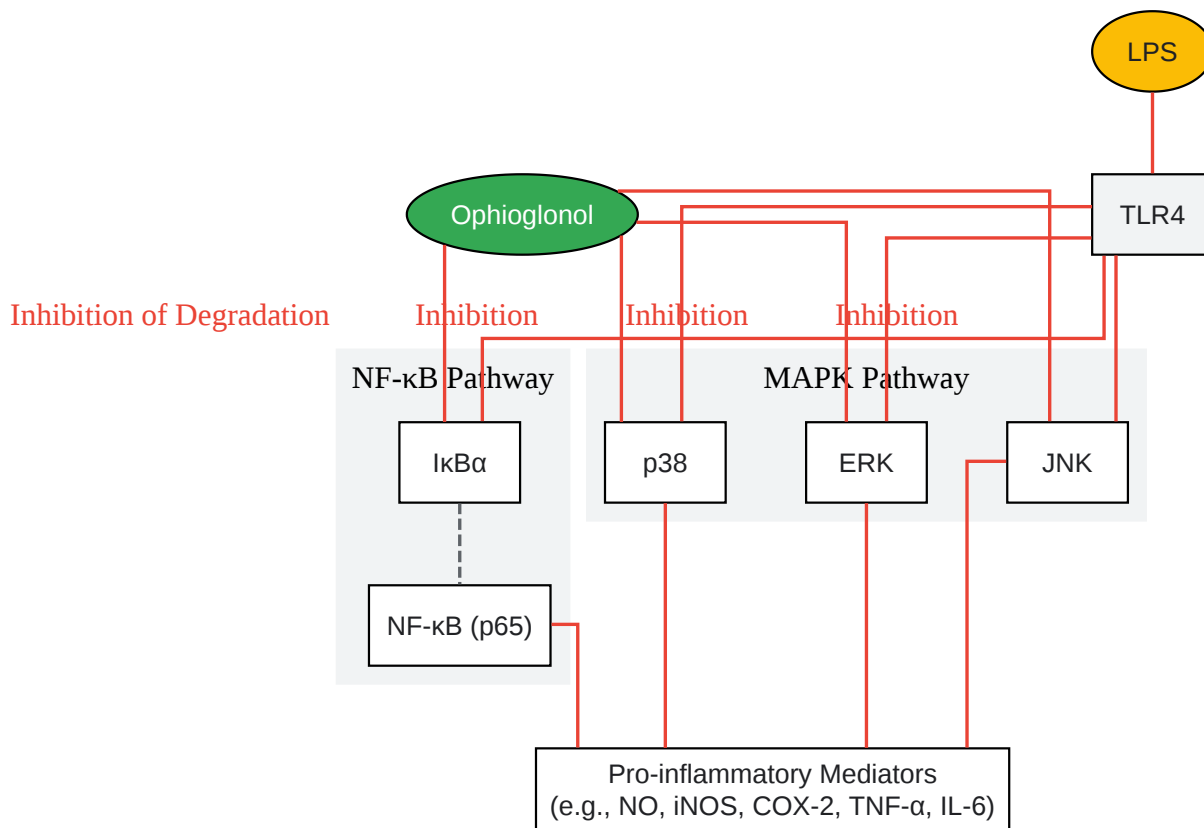 LPS
Ophioglonol
TLR4
Inhibition of Degradation
Inhibition
Inhibition
Inhibition
NF-κB Pathway
MAPK Pathway
IκBα
p38
ERK
JNK
NF-κB (p65)
Pro-inflammatory Mediators
(e.g., NO, iNOS, COX-2, TNF-α, IL-6)